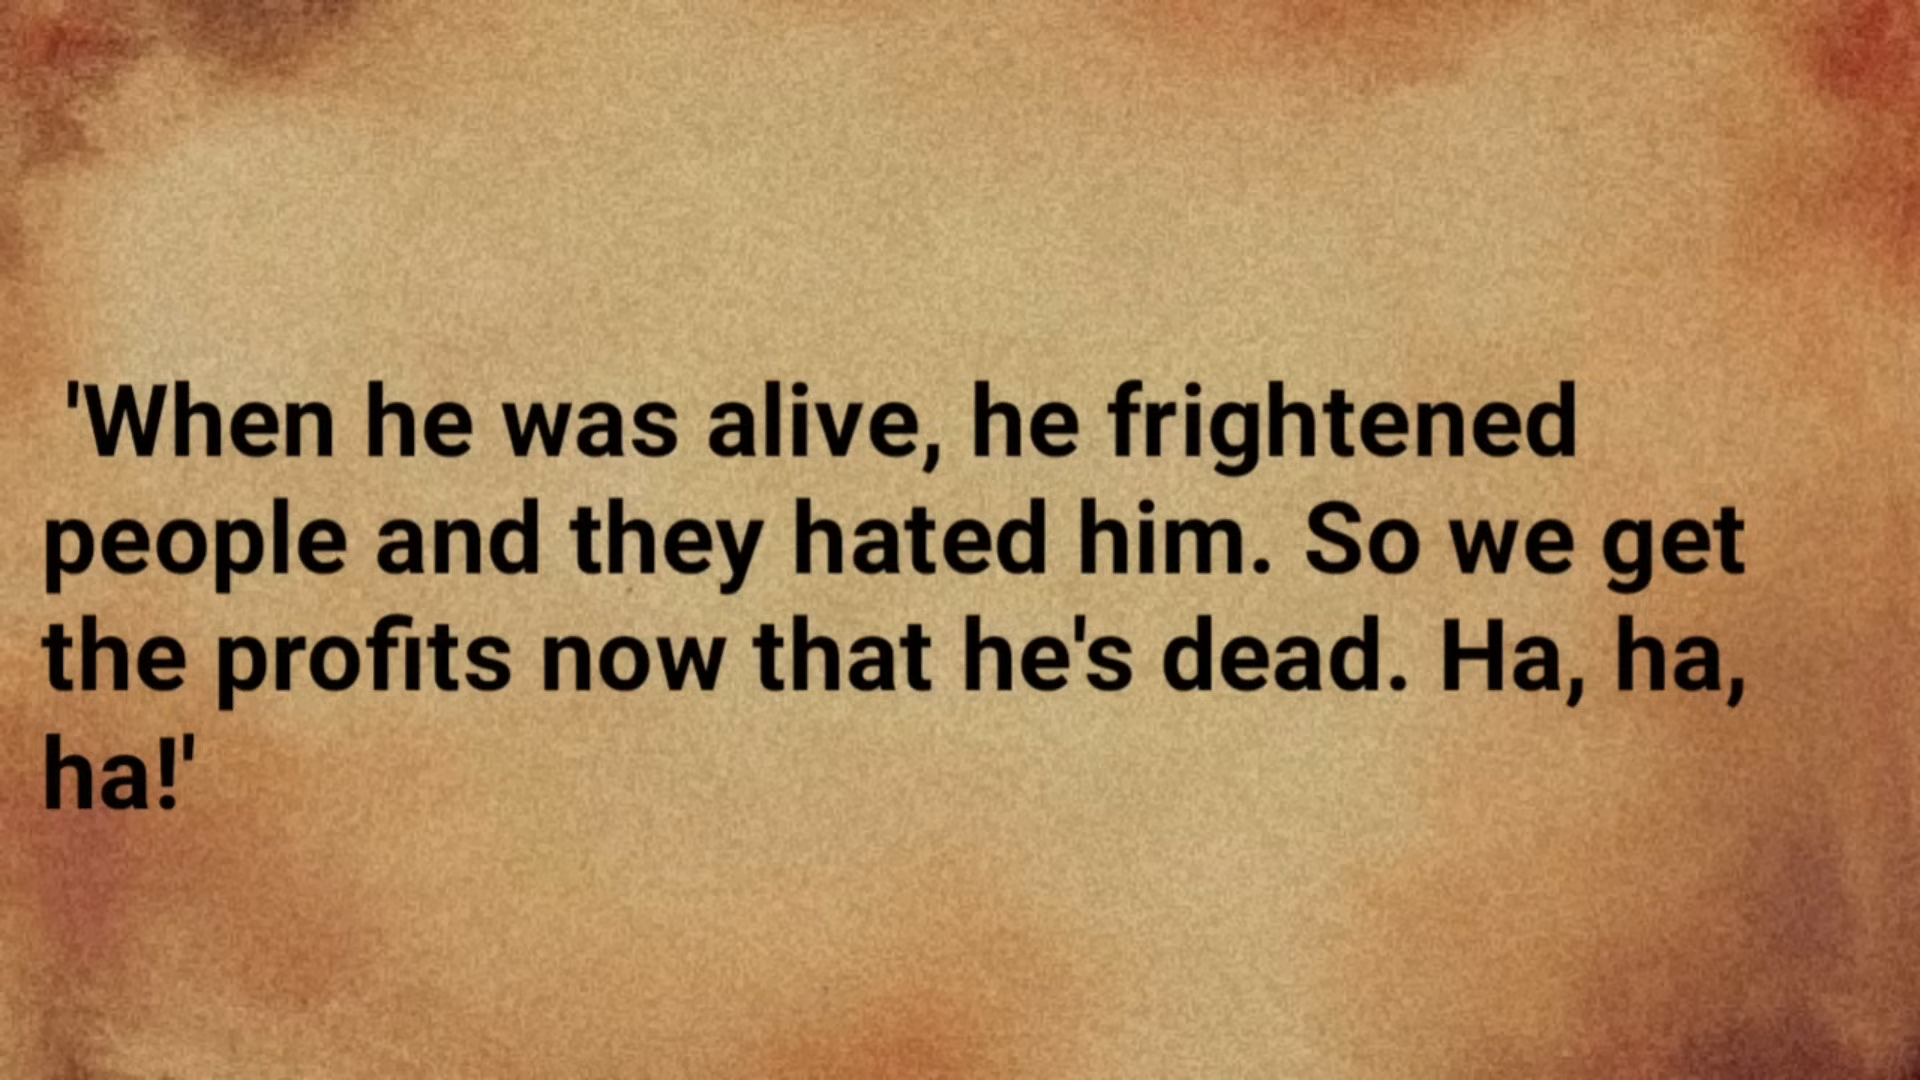 'When he was alive, he frightened
people and they hated him. So we get
the profits now that he's dead. Ha, ha,
ha!'